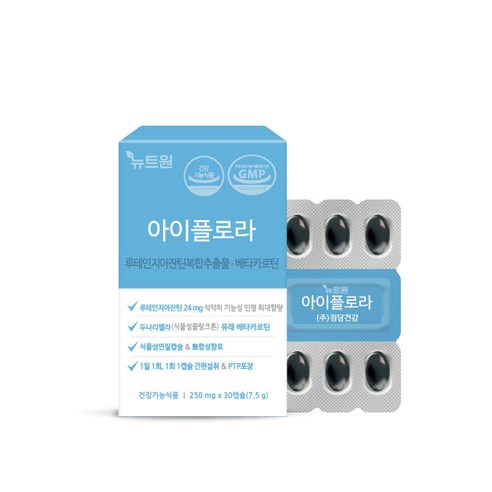 뉴트원
건강
기능식품
GMP
아이플로라
루테인지아잔틴복합추출물·베타카로틴
루테인지아잔틴 24 mg 식약처 기능성 인정 최대함량
두나리엘라(식물성플랑크톤) 유래 베타카로틴
식물성연질캡슐 & 無합성향료
1일 1회, 1회 1캡슐 간편섭취 & PTP포장
건강기능식품 | 250 mg x 30캡슐(7.5 g)
뉴트원
아이플로라
(주)정담건강